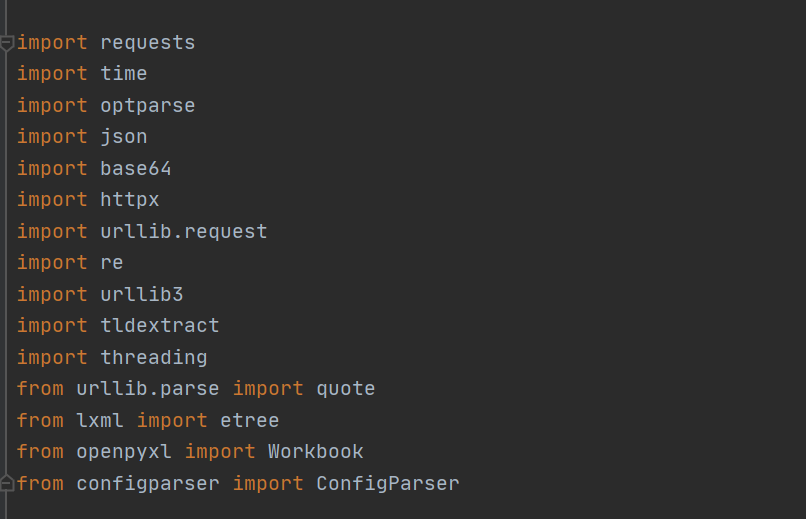 import requests
import time
import optparse
import json
import base64
import httpx
import urllib.request
import re
import urllib3
import tldextract
import threading
from urllib.parse import quote
from lxml import etree
from openpyxl import Workbook
from configparser import ConfigParser